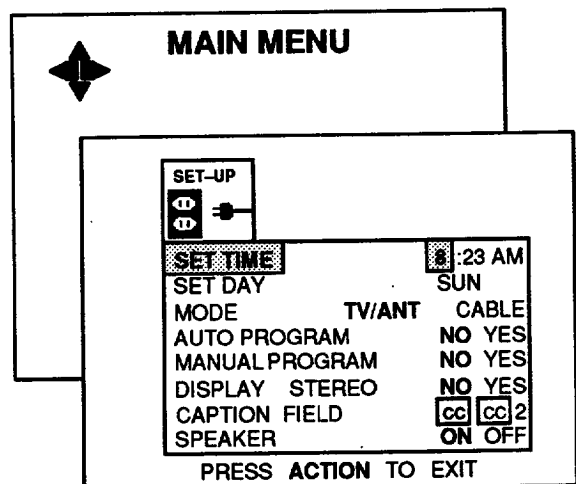 MAIN MENU
SET–UP
SET TIME 8 :23 AM
SET DAY SUN
MODE TV/ANT CABLE
AUTO PROGRAM NO YES
MANUAL PROGRAM NO YES
DISPLAY STEREO NO YES
CAPTION FIELD CC CC 2
SPEAKER ON OFF
PRESS ACTION TO EXIT